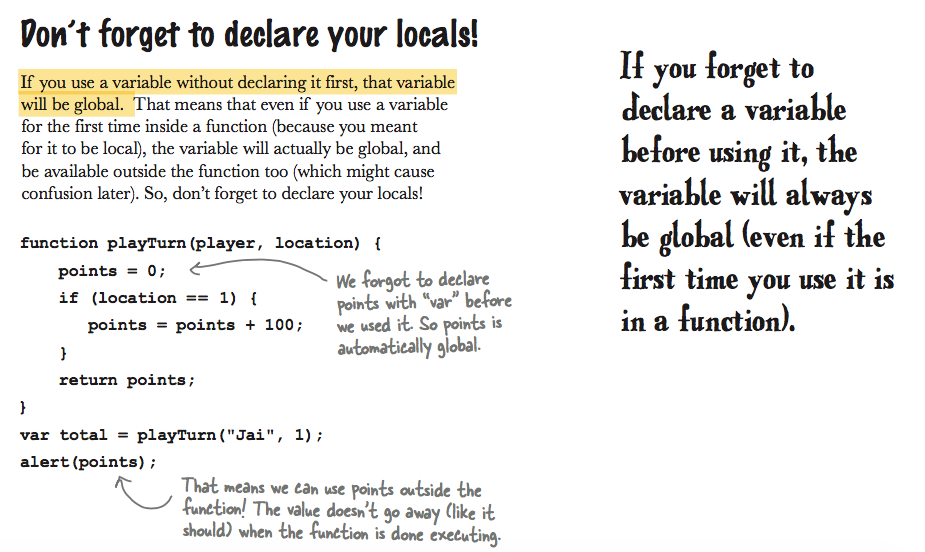 Don't forget to declare your locals!
If you use a variable without declaring it first, that variable
will be global. That means that even if you use a variable
for the first time inside a function (because you meant
for it to be local), the variable will actually be global, and
be available outside the function too (which might cause
confusion later). So, don't forget to declare your locals!
function playTurn(player, location) {
points = 0;
if (location == 1) {
points = points + 100;
}
return points;
}
var total = playTurn("Jai", 1);
alert(points);
We forgot to declare
points with "var" before
we used it. So points is
automatically global.
That means we can use points outside the
function! The value doesn't go away (like it
should) when the function is done executing.
If you forget to
declare a variable
before using it, the
variable will always
be global (even if the
first time you use it is
in a function).